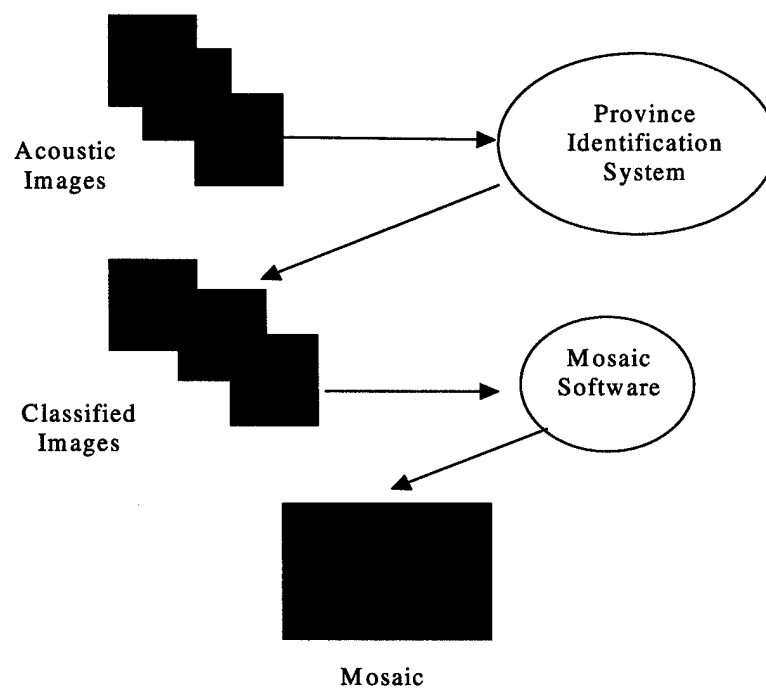 Acoustic
Images
Province
Identification
System
Classified
Images
Mosaic
Software
Mosaic